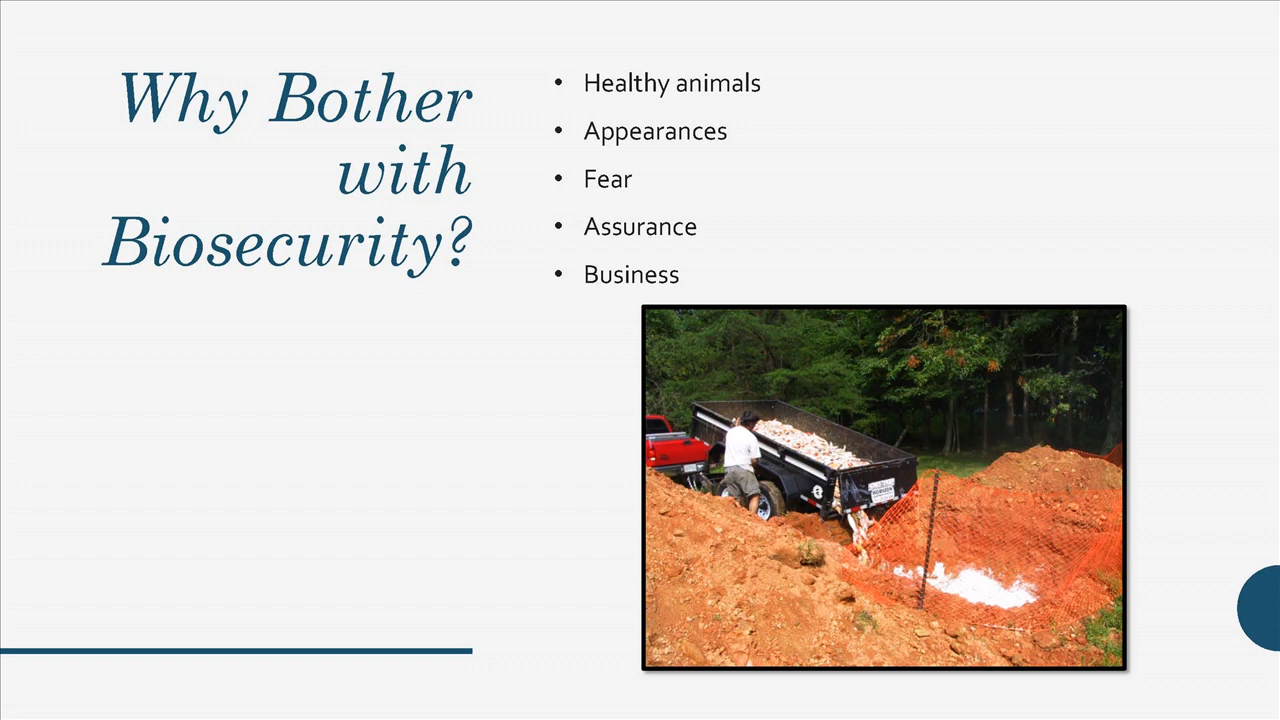 Why Bother
with
Biosecurity?
• Healthy animals
• Appearances
• Fear
• Assurance
• Business